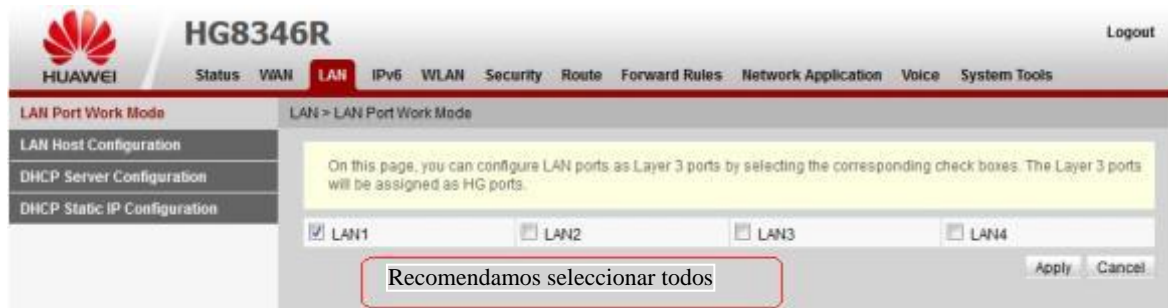 HUAWEI
HG8346R
Logout
Status WAN LAN IPv6 WLAN Security Route Forward Rules Network Application Voice System Tools
LAN Port Work Mode
LAN Host Configuration
DHCP Server Configuration
DHCP Static IP Configuration
LAN > LAN Port Work Mode
On this page, you can configure LAN ports as Layer 3 ports by selecting the corresponding check boxes. The Layer 3 ports
will be assigned as HG ports.
LAN1 LAN2 LAN3 LAN4
Recomendamos seleccionar todos
Apply Cancel